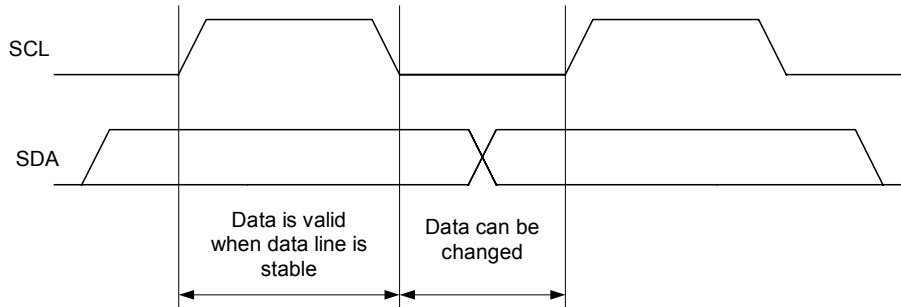 SCL
SDA
Data is valid
when data line is
stable
Data can be
changed